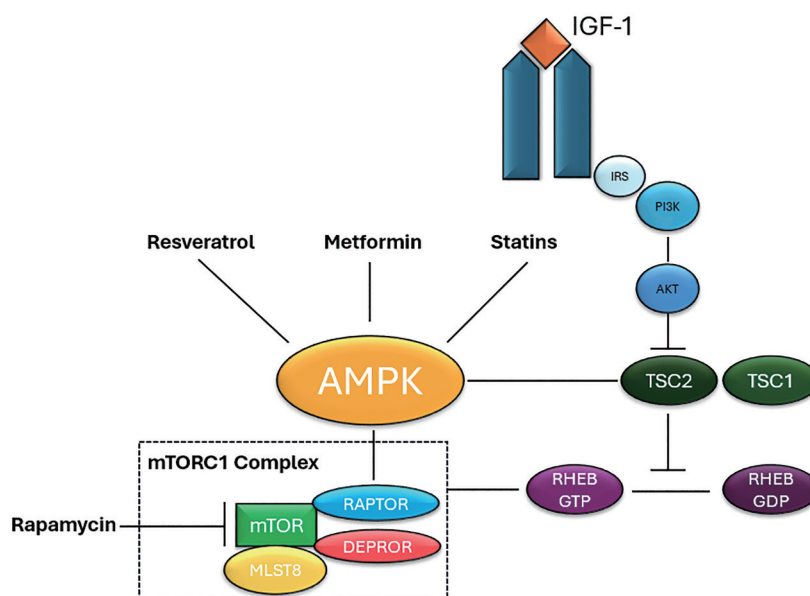 IGF-1
IRS
PI3K
Resveratrol
Metformin
Statins
AKT
AMPK
TSC2
TSC1
mTORC1 Complex
RAPTOR
RHEB
GTP
RHEB
GDP
Rapamycin
mTOR
DEPROR
MLST8